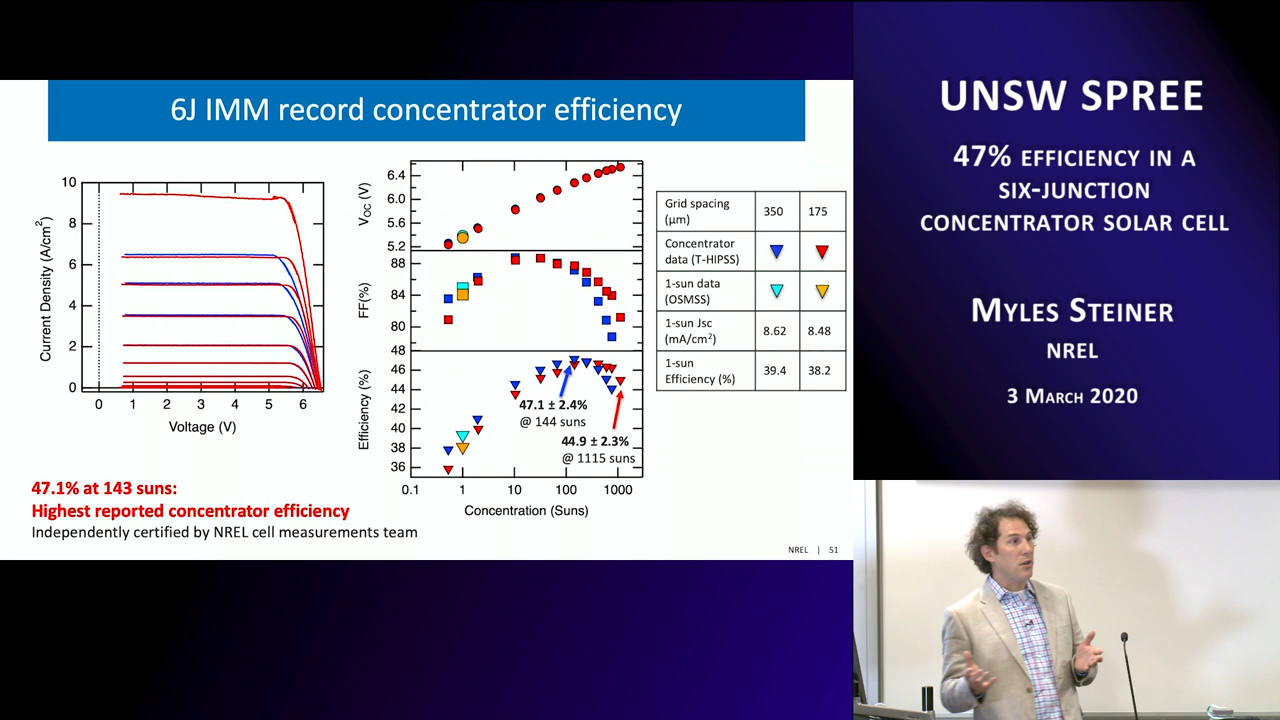 6J IMM record concentrator efficiency
10
8
6
4
2
0
Current Density (A/cm²)
0 1 2 3 4 5 6
Voltage (V)
6.4
6.0
5.6
5.2
VOC (V)
88
84
80
FF(%)
48
46
44
42
40
38
36
Efficiency (%)
47.1 ± 2.4%
@ 144 suns
44.9 ± 2.3%
@ 1115 suns
0.1 1 10 100 1000
Concentration (Suns)
Grid spacing (µm) 350 175
Concentrator
data (T-HIPSS)
1-sun data
(OSMSS)
1-sun Jsc
(mA/cm²) 8.62 8.48
1-sun
Efficiency (%) 39.4 38.2
47.1% at 143 suns:
Highest reported concentrator efficiency
Independently certified by NREL cell measurements team
NREL | 51
UNSW SPREE
47% EFFICIENCY IN A
SIX-JUNCTION
CONCENTRATOR SOLAR CELL
MYLES STEINER
NREL
3 MARCH 2020